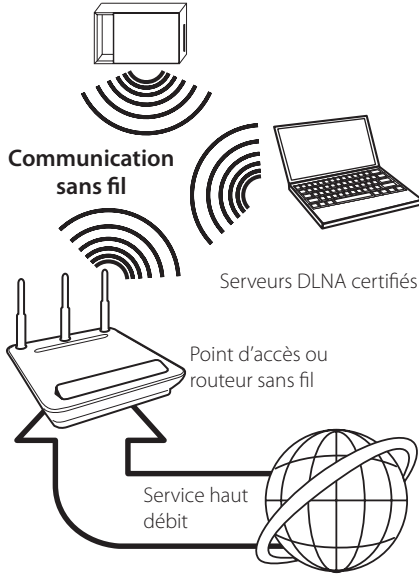 Communication
sans fil
Serveurs DLNA certifiés
Point d'accès ou
routeur sans fil
Service haut
débit